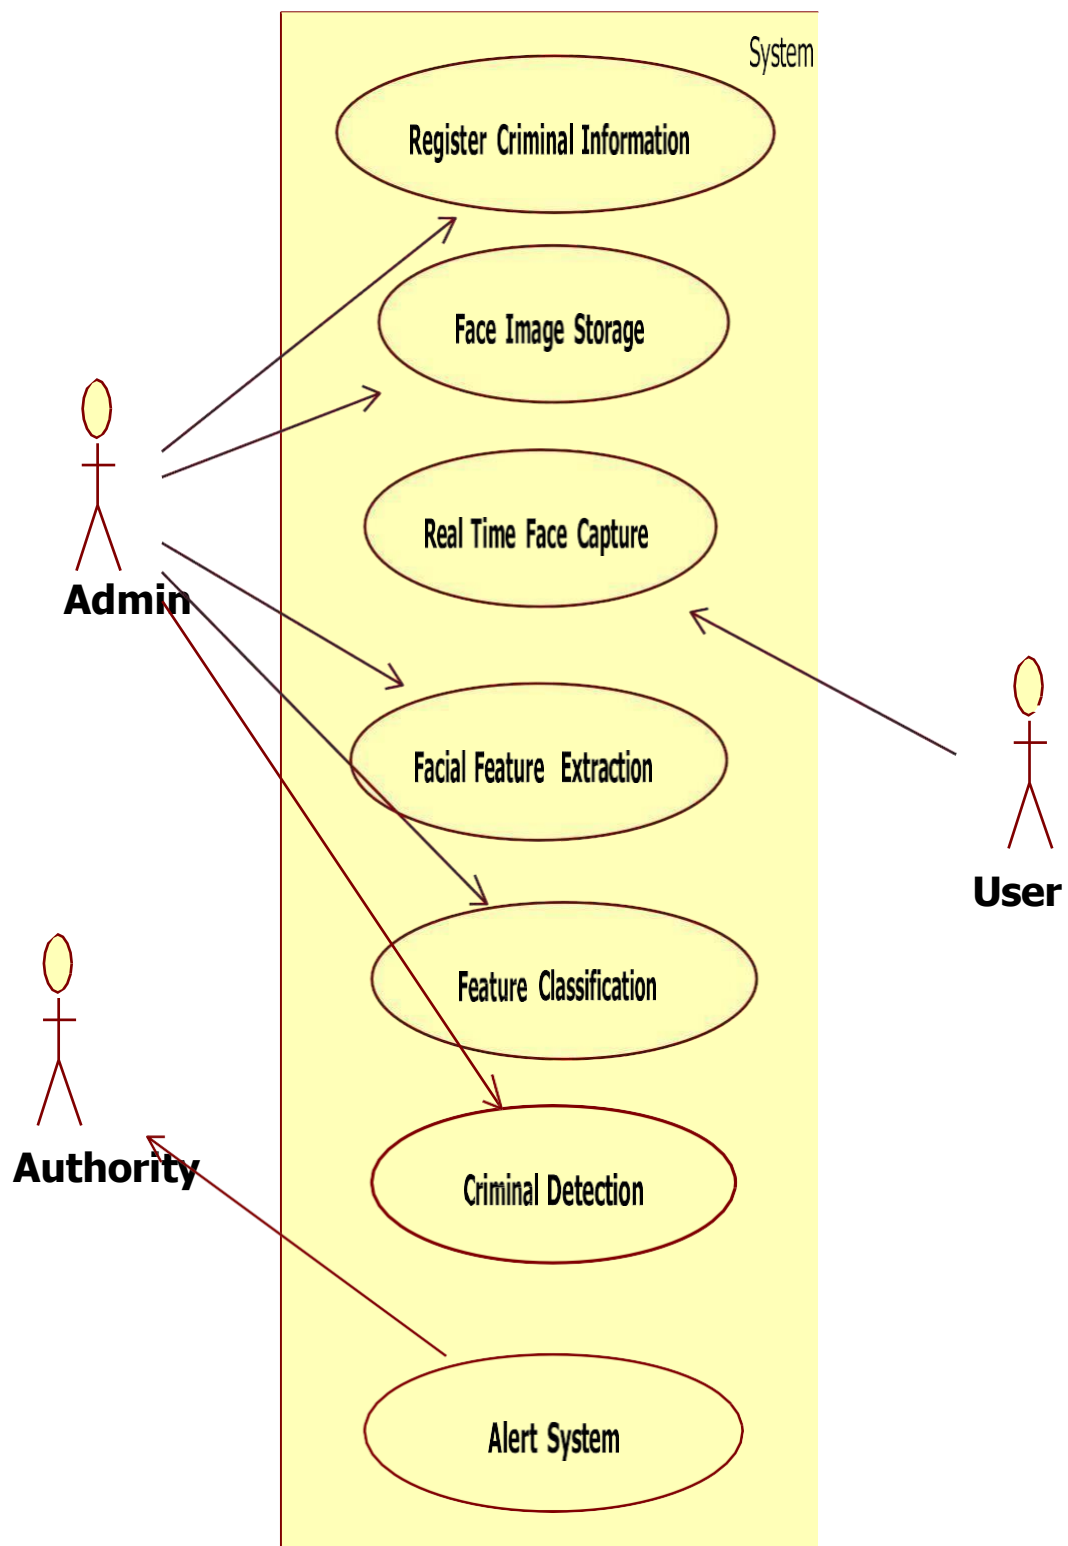 System
Register Criminal Information
Face Image Storage
Real Time Face Capture
Admin
Facial Feature Extraction
User
Feature Classification
Authority
Criminal Detection
Alert System